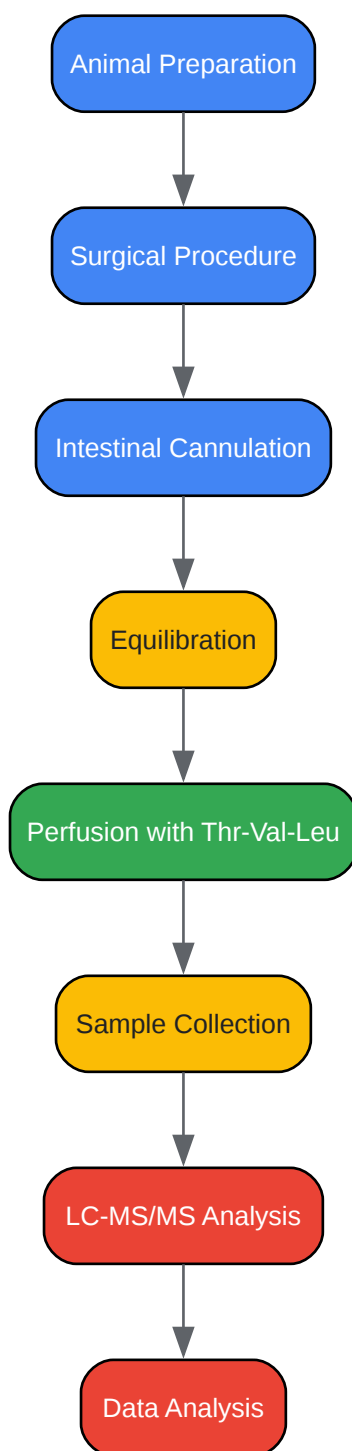 Animal Preparation
Surgical Procedure
Intestinal Cannulation
Equilibration
Perfusion with Thr-Val-Leu
Sample Collection
LC-MS/MS Analysis
Data Analysis